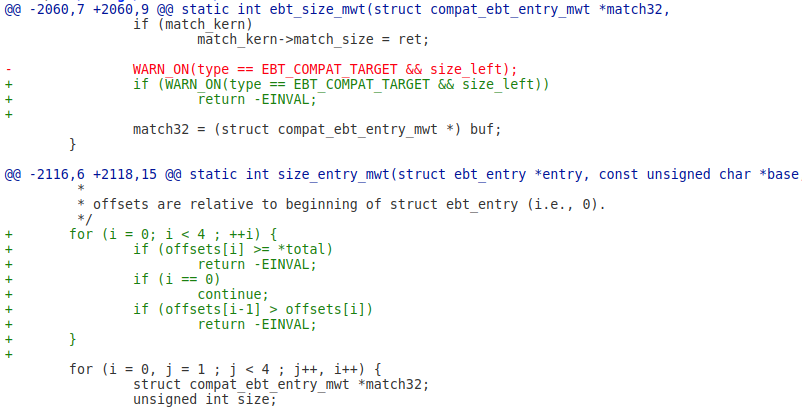 @@ -2060,7 +2060,9 @@ static int ebt_size_mwt(struct compat_ebt_entry_mwt *match32,
                if (match_kern)
                        match_kern->match_size = ret;

-               WARN_ON(type == EBT_COMPAT_TARGET && size_left);
+               if (WARN_ON(type == EBT_COMPAT_TARGET && size_left))
+                       return -EINVAL;
+
                match32 = (struct compat_ebt_entry_mwt *) buf;
        }

@@ -2116,6 +2118,15 @@ static int size_entry_mwt(struct ebt_entry *entry, const unsigned char *base
         *
         * offsets are relative to beginning of struct ebt_entry (i.e., 0).
         */
+       for (i = 0; i < 4 ; ++i) {
+               if (offsets[i] >= *total)
+                       return -EINVAL;
+               if (i == 0)
+                       continue;
+               if (offsets[i-1] > offsets[i])
+                       return -EINVAL;
+       }
+
        for (i = 0, j = 1 ; j < 4 ; j++, i++) {
                struct compat_ebt_entry_mwt *match32;
                unsigned int size;